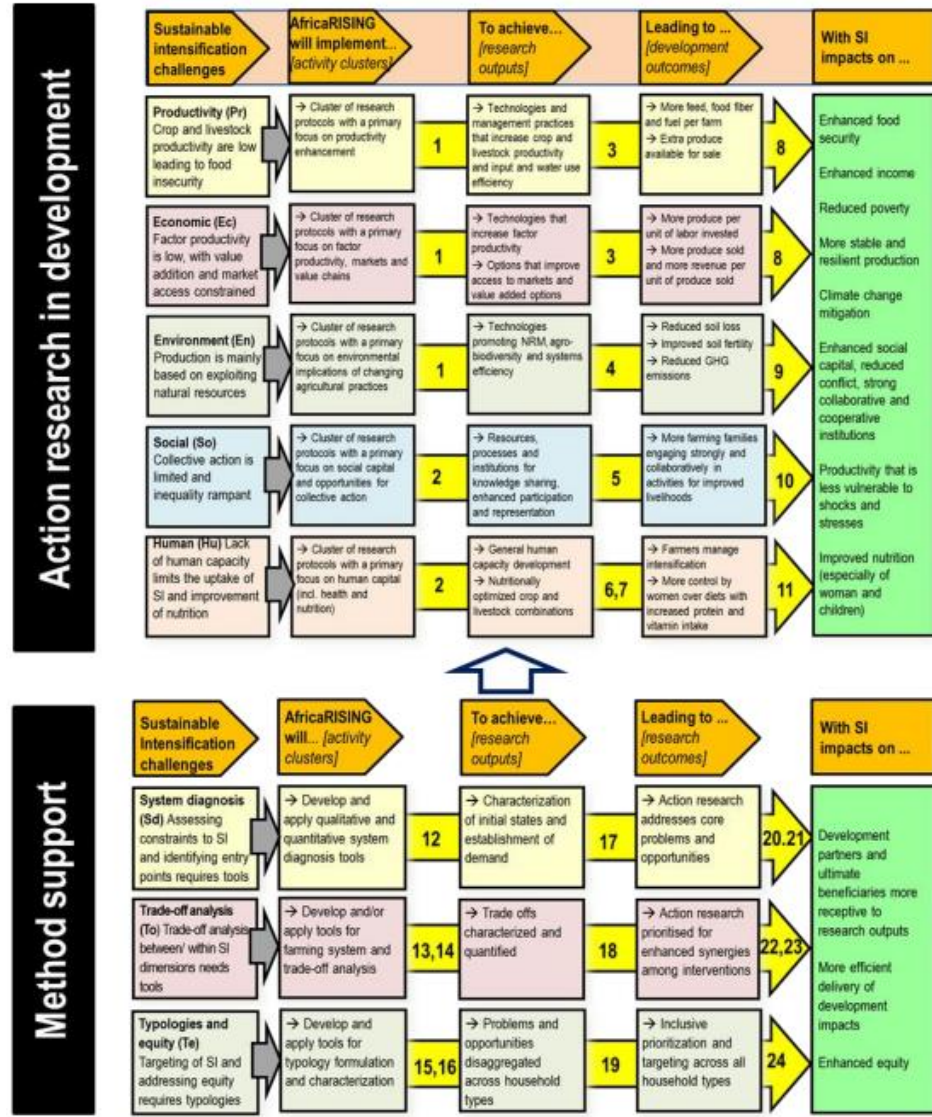 Action research in development
Sustainable
intensification
challenges
AfricaRISING
will implement...
[activity clusters]
To achieve…
[research
outputs]
Leading to ...
[development
outcomes]
With SI
impacts on ...
Productivity (Pr)
Crop and livestock
productivity are low
leading to food
insecurity
→ Cluster of research
protocols with a primary
focus on productivity
enhancement
1
→ Technologies and
management practices
that increase crop and
livestock productivity
and input and water use
efficiency
3
→ More feed, food fiber
and fuel per farm
→ Extra produce
available for sale
8
Economic (Ec)
Factor productivity
is low, with value
addition and market
access constrained
→ Cluster of research
protocols with a primary
focus on factor
productivity, markets and
value chains
1
→ Technologies that
increase factor
productivity
→ Options that improve
access to markets and
value added options
3
→ More produce per
unit of labor invested
→ More produce sold
and more revenue per
unit of produce sold
8
Environment (En)
Production is mainly
based on exploiting
natural resources
→ Cluster of research
protocols with a primary
focus on environmental
implications of changing
agricultural practices
1
→ Technologies
promoting NRM, agro-
biodiversity and systems
efficiency
4
→ Reduced soil loss
→ Improved soil fertility
→ Reduced GHG
emissions
9
Social (So)
Collective action is
limited and
inequality rampant
→ Cluster of research
protocols with a primary
focus on social capital
and opportunities for
collective action
2
→ Resources,
processes and
institutions for
knowledge sharing,
enhanced participation
and representation
5
→ More farming families
engaging strongly and
collaboratively in
activities for improved
livelihoods
10
Human (Hu) Lack
of human capacity
limits the uptake of
SI and improvement
of nutrition
→ Cluster of research
protocols with a primary
focus on human capital
(incl. health and
nutrition)
2
→ General human
capacity development
→ Nutritionally
optimized crop and
livestock combinations
6,7
→ Farmers manage
intensification
→ More control by
women over diets with
increased protein and
vitamin intake
11
Enhanced food
security
Enhanced income
Reduced poverty
More stable and
resilient production
Climate change
mitigation
Enhanced social
capital, reduced
conflict, strong
collaborative and
cooperative
institutions
Productivity that is
less vulnerable to
shocks and
stresses
Improved nutrition
(especially of
woman and
children)
Method support
Sustainable
Intensification
challenges
AfricaRISING
will... [activity
clusters]
To achieve…
[research
outputs]
Leading to ...
[research
outcomes]
With SI
impacts on ...
System diagnosis
(Sd) Assessing
constraints to SI
and identifying entry
points requires tools
→ Develop and
apply qualitative and
quantitative system
diagnosis tools
12
→ Characterization
of initial states and
establishment of
demand
17
→ Action research
addresses core
problems and
opportunities
20.21
Trade-off analysis
(To) Trade-off analysis
between/ within SI
dimensions needs
tools
→ Develop and/or
apply tools for
farming system and
trade-off analysis
13,14
→ Trade offs
characterized and
quantified
18
→ Action research
prioritised for
enhanced synergies
among interventions
22,23
Typologies and
equity (Te)
Targeting of SI and
addressing equity
requires typologies
→ Develop and
apply tools for
typology formulation
and characterization
15,16
→ Problems and
opportunities
disaggregated
across household
types
19
→ Inclusive
prioritization and
targeting across all
household types
24
Development
partners and
ultimate
beneficiaries more
receptive to
research outputs
More efficient
delivery of
development
impacts
Enhanced equity